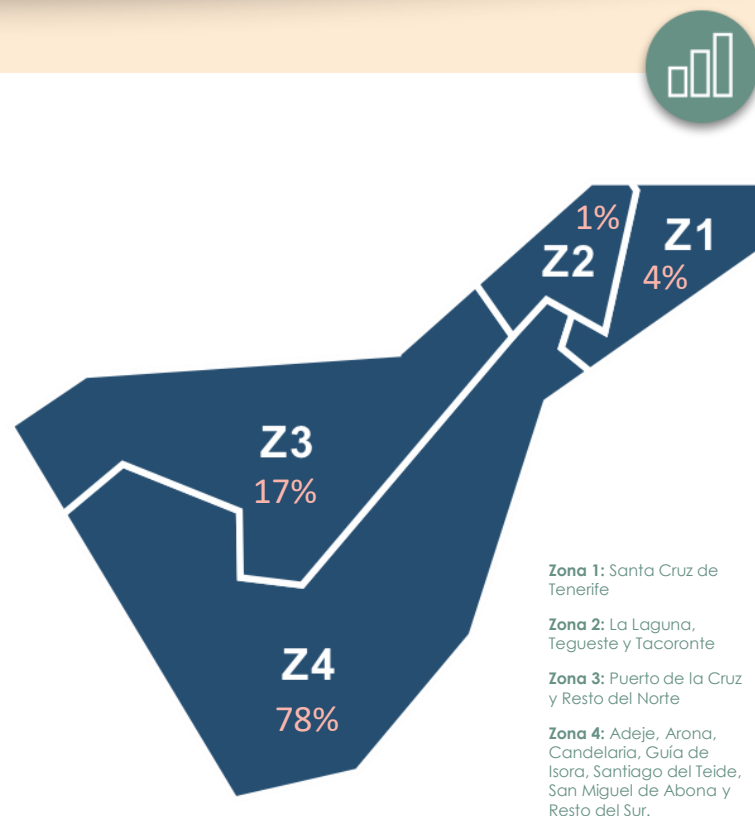 1%
Z2
Z1
4%
Z3
17%
Z4
78%
Zona 1: Santa Cruz de
Tenerife
Zona 2: La Laguna,
Tegueste y Tacoronte
Zona 3: Puerto de la Cruz
y Resto del Norte
Zona 4: Adeje, Arona,
Candelaria, Guía de
Isora, Santiago del Teide,
San Miguel de Abona y
Resto del Sur.